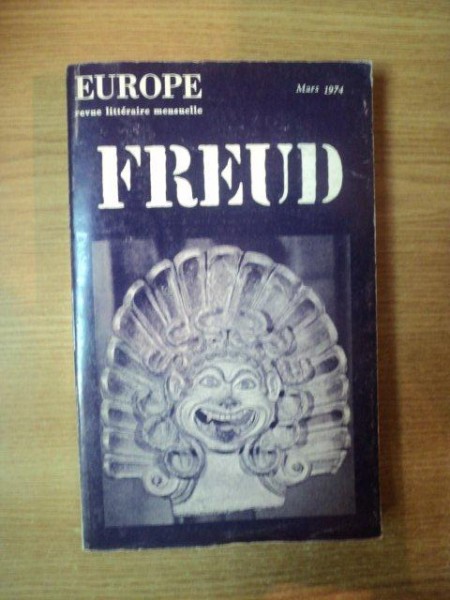 EUROPE
revue littéraire mensuelle
Mars 1974
FREUD